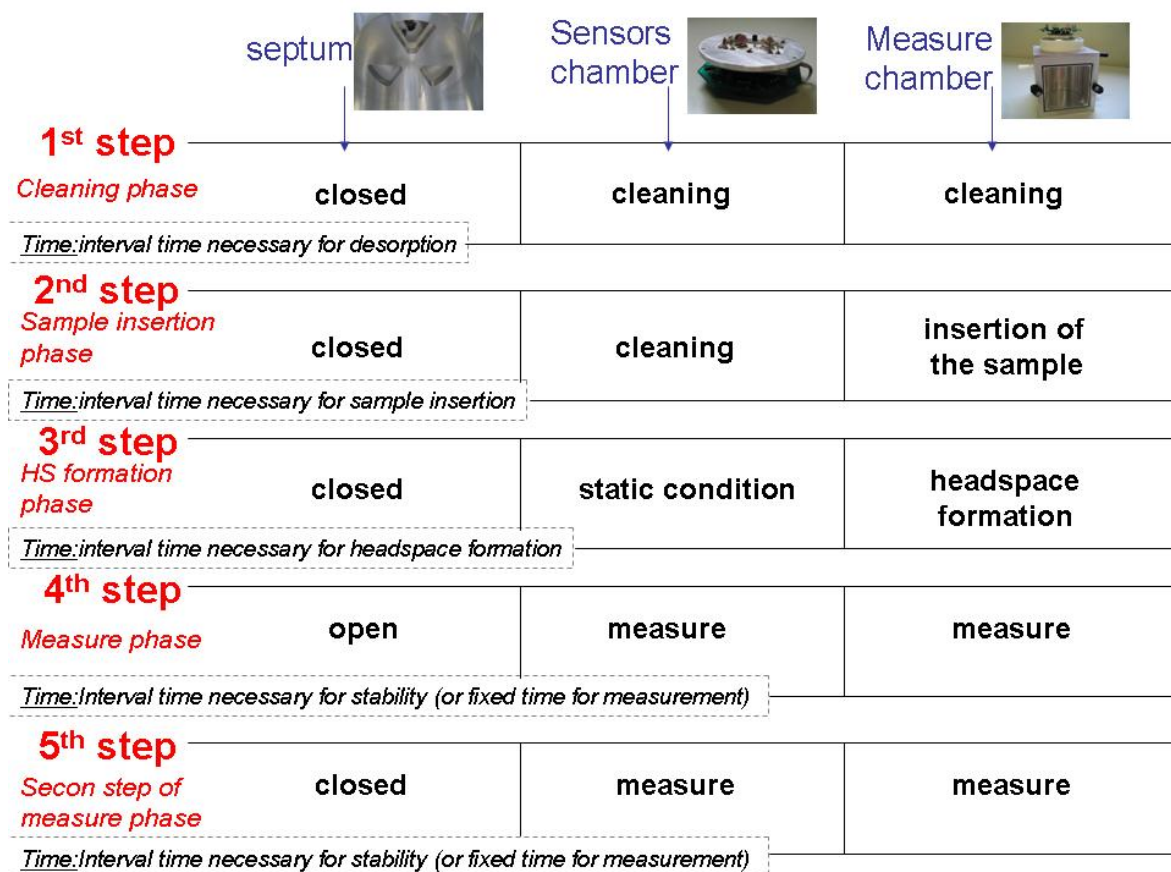 septum
Sensors
chamber
Measure
chamber
1st step
Cleaning phase
closed
cleaning
cleaning
Time:interval time necessary for desorption
2nd step
Sample insertion
phase
closed
cleaning
insertion of
the sample
Time:interval time necessary for sample insertion
3rd step
HS formation
phase
closed
static condition
headspace
formation
Time:interval time necessary for headspace formation
4th step
Measure phase
open
measure
measure
Time:Interval time necessary for stability (or fixed time for measurement)
5th step
Secon step of
measure phase
closed
measure
measure
Time:Interval time necessary for stability (or fixed time for measurement)